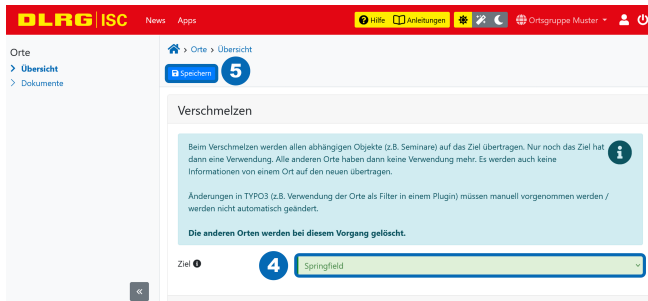 DLRG ISC News Apps Hilfe Anleitungen Ortsgruppe Muster
Orte
Übersicht
Dokumente
Orte > Übersicht
Speichern 5
Verschmelzen
Beim Verschmelzen werden allen abhängigen Objekte (z.B. Seminare) auf das Ziel übertragen. Nur noch das Ziel hat
dann eine Verwendung. Alle anderen Orte haben dann keine Verwendung mehr. Es werden auch keine
Informationen von einem Ort auf den neuen übertragen.
Änderungen in TYPO3 (z.B. Verwendung der Orte als Filter in einem Plugin) müssen manuell vorgenommen werden /
werden nicht automatisch geändert.
Die anderen Orten werden bei diesem Vorgang gelöscht.
Ziel 4 Springfield